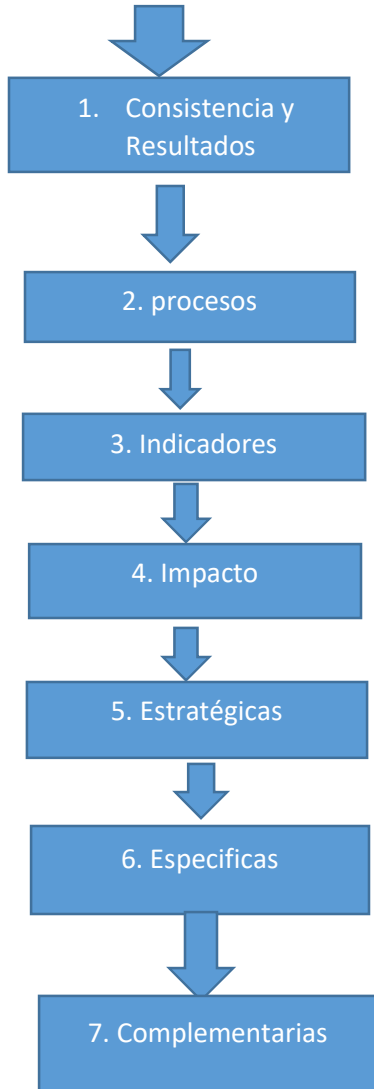 1. Consistencia y
Resultados
2. procesos
3. Indicadores
4. Impacto
5. Estratégicas
6. Especificas
7. Complementarias